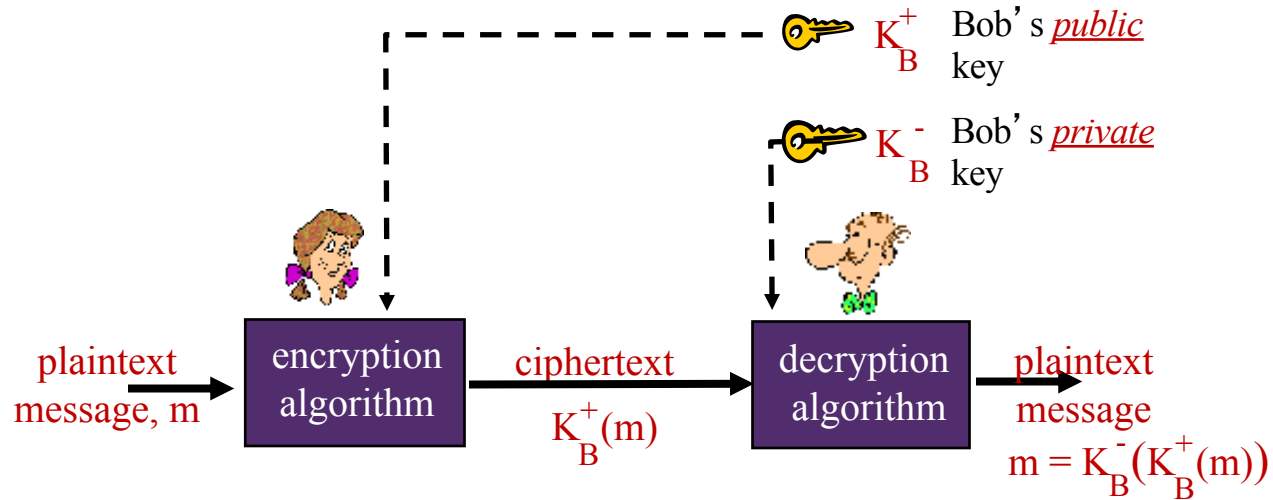 K_B^+ Bob's public
key
K_B^- Bob's private
key
plaintext
message, m
encryption
algorithm
ciphertext
K_B^+(m)
decryption
algorithm
plaintext
message
m = K_B^-(K_B^+(m))